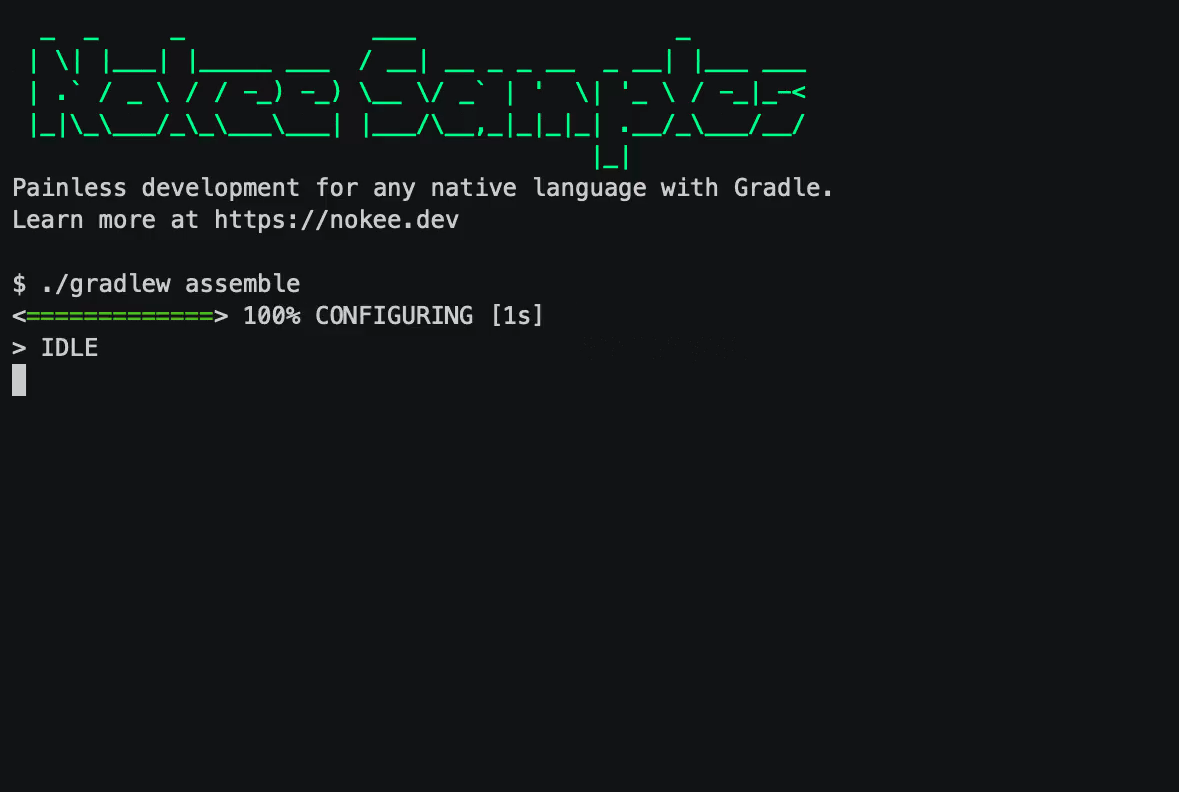 Nokee Samples
Painless development for any native language with Gradle.
Learn more at https://nokee.dev
$ ./gradlew assemble
<=============> 100% CONFIGURING [1s]
> IDLE